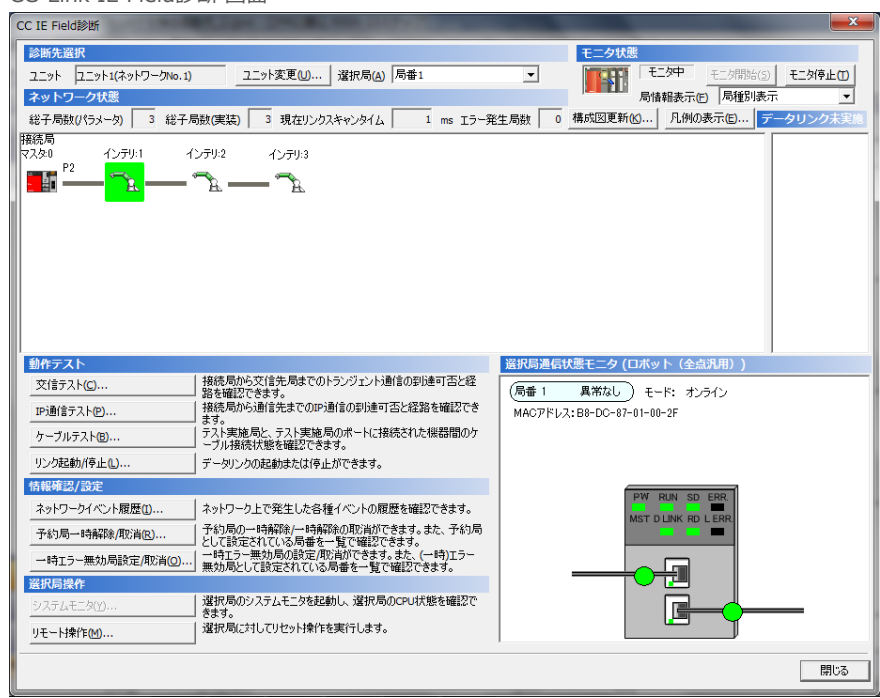 CC IE Field診断
診断先選択
モニタ状態
ユニット ユニット1(ネットワークNo.1) ユニット変更(U)... 選択局(A) 局番1
モニタ中 モニタ開始(S) モニタ停止(T)
局情報表示(F) 局種別表示
ネットワーク状態
総子局数(パラメータ) 3 総子局数(実装) 3 現在リンクスキャンタイム 1 ms エラー発生局数 0
構成図更新(K)... 凡例の表示(E)... データリンク未実施
接続局
マスタ:0 インテリ:1 インテリ:2 インテリ:3
P2
動作テスト
交信テスト(C)... 接続局から交信先局までのトランジェント通信の到達可否と経
路を確認できます。
IP通信テスト(P)... 接続局から通信先までのIP通信の到達可否と経路を確認でき
ます。
ケーブルテスト(B)... テスト実施局と、テスト実施局のポートに接続された機器間のケ
ーブル接続状態を確認できます。
リンク起動/停止(L)... データリンクの起動または停止ができます。
情報確認/設定
ネットワークイベント履歴(I)... ネットワーク上で発生した各種イベントの履歴を確認できます。
予約局一時解除/取消(R)... 予約局の一時解除/一時解除の取消ができます。また、予約局
として設定されている局番を一覧で確認できます。
一時エラー無効局設定/取消(O)... 一時エラー無効局の設定/取消ができます。また、(一時)エラー
無効局として設定されている局番を一覧で確認できます。
選択局操作
システムモニタ(Y)... 選択局のシステムモニタを起動し、選択局のCPU状態を確認で
きます。
リモート操作(M)... 選択局に対してリセット操作を実行します。
選択局通信状態モニタ (ロボット（全点汎用）)
局番 1 異常なし モード: オンライン
MACアドレス: B8-DC-87-01-00-2F
PW RUN SD ERR.
MST D LINK RD L ERR.
閉じる